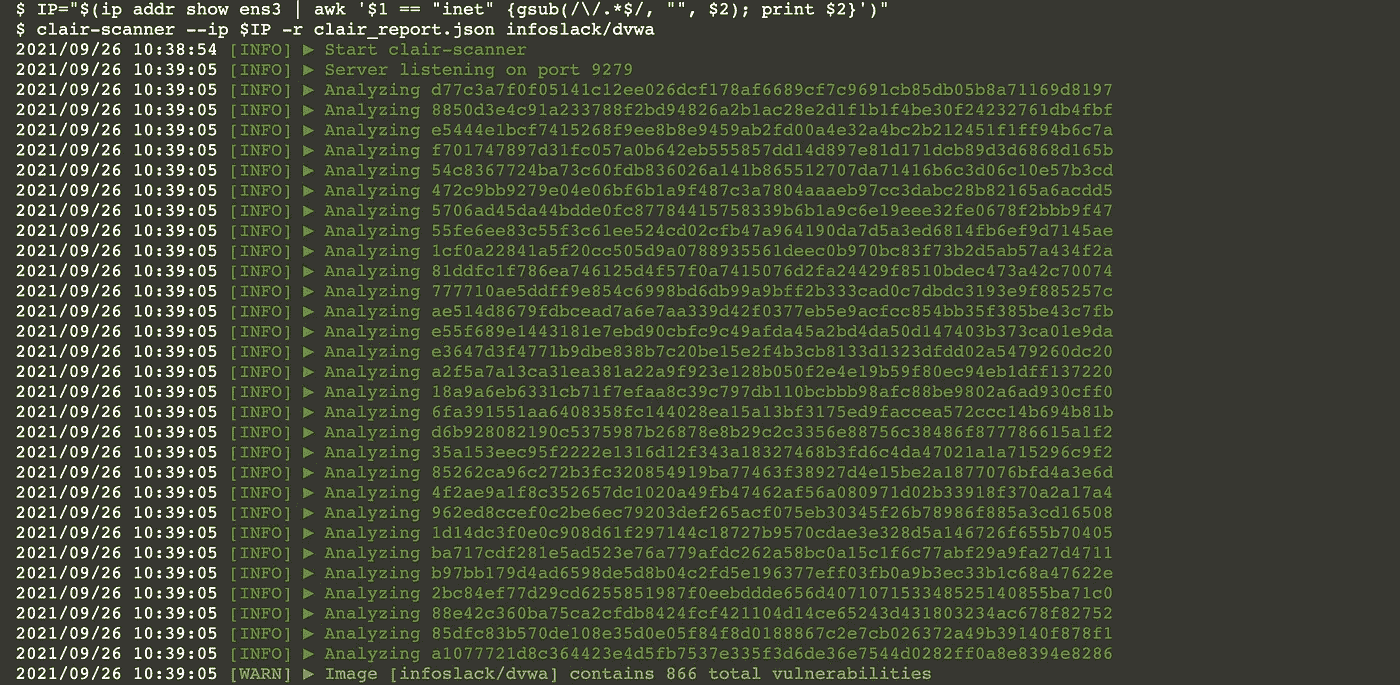 $ IP="$(ip addr show ens3 | awk '$1 == "inet" {gsub(/\/.*$/, "", $2); print $2}')"
$ clair-scanner --ip $IP -r clair_report.json infoslack/dvwa
2021/09/26 10:38:54 [INFO] ▶ Start clair-scanner
2021/09/26 10:39:05 [INFO] ▶ Server listening on port 9279
2021/09/26 10:39:05 [INFO] ▶ Analyzing d77c3a7f0f05141c12ee026dcf178af6689cf7c9691cb85db05b8a71169d8197
2021/09/26 10:39:05 [INFO] ▶ Analyzing 8850d3e4c91a233788f2bd94826a2b1ac28e2d1f1b1f4be30f24232761db4fbf
2021/09/26 10:39:05 [INFO] ▶ Analyzing e5444e1bcf7415268f9ee8b8e9459ab2fd00a4e32a4bc2b212451f1ff94b6c7a
2021/09/26 10:39:05 [INFO] ▶ Analyzing f701747897d31fc057a0b642eb555857dd14d897e81d171dcb89d3d6868d165b
2021/09/26 10:39:05 [INFO] ▶ Analyzing 54c8367724ba73c60fdb836026a141b865512707da71416b6c3d06c10e57b3cd
2021/09/26 10:39:05 [INFO] ▶ Analyzing 472c9bb9279e04e06bf6b1a9f487c3a7804aaaeb97cc3dabc28b82165a6acdd5
2021/09/26 10:39:05 [INFO] ▶ Analyzing 5706ad45da44bdde0fc87784415758339b6b1a9c6e19eee32fe0678f2bbb9f47
2021/09/26 10:39:05 [INFO] ▶ Analyzing 55fe6ee83c55f3c61ee524cd02cfb47a964190da7d5a3ed6814fb6ef9d7145ae
2021/09/26 10:39:05 [INFO] ▶ Analyzing 1cf0a22841a5f20cc505d9a0788935561deec0b970bc83f73b2d5ab57a434f2a
2021/09/26 10:39:05 [INFO] ▶ Analyzing 81ddfc1f786ea746125d4f57f0a7415076d2fa24429f8510bdec473a42c70074
2021/09/26 10:39:05 [INFO] ▶ Analyzing 777710ae5ddff9e854c6998bd6db99a9bff2b333cad0c7dbdc3193e9f885257c
2021/09/26 10:39:05 [INFO] ▶ Analyzing ae514d8679fdbcead7a6e7aa339d42f0377eb5e9acfcc854bb35f385be43c7fb
2021/09/26 10:39:05 [INFO] ▶ Analyzing e55f689e1443181e7ebd90cbfc9c49afda45a2bd4da50d147403b373ca01e9da
2021/09/26 10:39:05 [INFO] ▶ Analyzing e3647d3f4771b9dbe838b7c20be15e2f4b3cb8133d1323dfdd02a5479260dc20
2021/09/26 10:39:05 [INFO] ▶ Analyzing a2f5a7a13ca31ea381a22a9f923e128b050f2e4e19b59f80ec94eb1dff137220
2021/09/26 10:39:05 [INFO] ▶ Analyzing 18a9a6eb6331cb71f7efaa8c39c797db110bcbbb98afc88be9802a6ad930cff0
2021/09/26 10:39:05 [INFO] ▶ Analyzing 6fa391551aa6408358fc144028ea15a13bf3175ed9faccea572ccc14b694b81b
2021/09/26 10:39:05 [INFO] ▶ Analyzing d6b928082190c5375987b26878e8b29c2c3356e88756c38486f877786615a1f2
2021/09/26 10:39:05 [INFO] ▶ Analyzing 35a153eec95f2222e1316d12f343a18327468b3fd6c4da47021a1a715296c9f2
2021/09/26 10:39:05 [INFO] ▶ Analyzing 85262ca96c272b3fc320854919ba77463f38927d4e15be2a1877076bfd4a3e6d
2021/09/26 10:39:05 [INFO] ▶ Analyzing 4f2ae9a1f8c352657dc1020a49fb47462af56a080971d02b33918f370a2a17a4
2021/09/26 10:39:05 [INFO] ▶ Analyzing 962ed8ccef0c2be6ec79203def265acf075eb30345f26b78986f885a3cd16508
2021/09/26 10:39:05 [INFO] ▶ Analyzing 1d14dc3f0e0c908d61f297144c18727b9570cdae3e328d5a146726f655b70405
2021/09/26 10:39:05 [INFO] ▶ Analyzing ba717cdf281e5ad523e76a779afdc262a58bc0a15c1f6c77abf29a9fa27d4711
2021/09/26 10:39:05 [INFO] ▶ Analyzing b97bb179d4ad6598de5d8b04c2fd5e196377eff03fb0a9b3ec33b1c68a47622e
2021/09/26 10:39:05 [INFO] ▶ Analyzing 2bc84ef77d29cd6255851987f0eebddde656d4071071533485251408​55ba71c0
2021/09/26 10:39:05 [INFO] ▶ Analyzing 88e42c360ba75ca2cfdb8424fcf421104d14ce65243d431803234ac678f82752
2021/09/26 10:39:05 [INFO] ▶ Analyzing 85dfc83b570de108e35d0e05f84f8d0188867c2e7cb026372a49b39140f878f1
2021/09/26 10:39:05 [INFO] ▶ Analyzing a1077721d8c364423e4d5fb7537e335f3d6de36e7544d0282ff0a8e8394e8286
2021/09/26 10:39:05 [WARN] ▶ Image [infoslack/dvwa] contains 866 total vulnerabilities